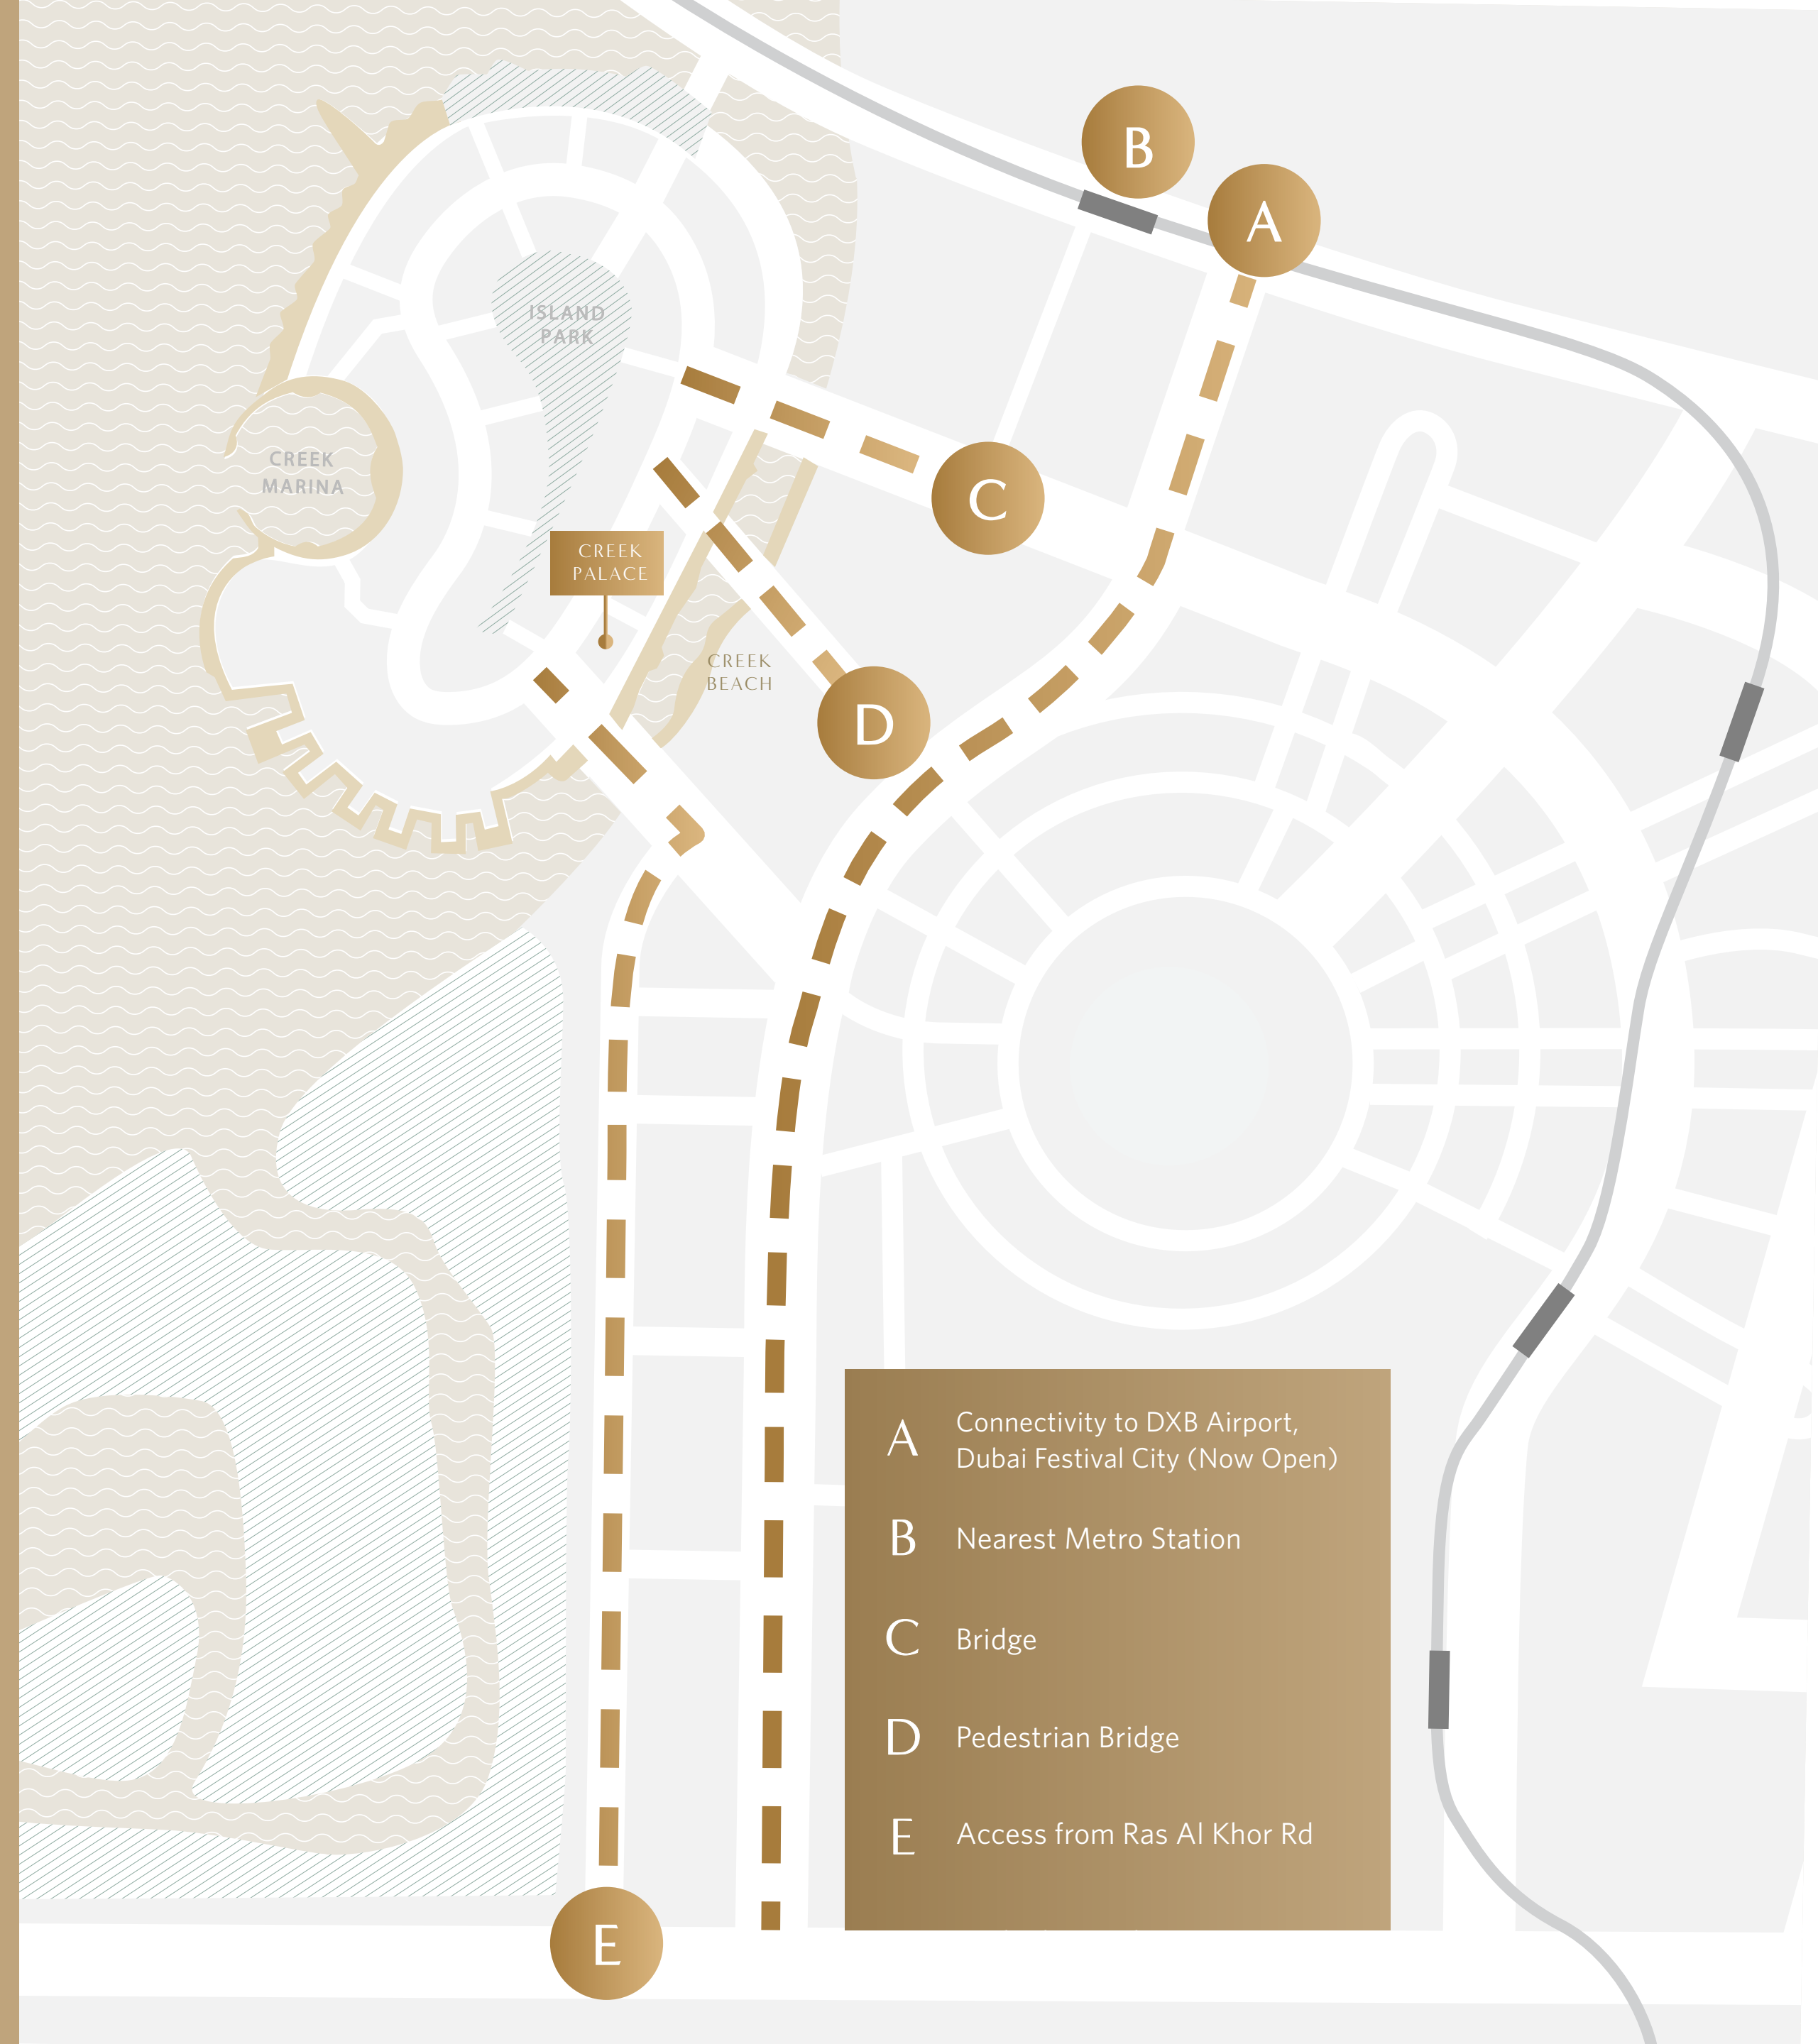 B
A
ISLAND
PARK
CREEK
MARINA
C
CREEK
PALACE
CREEK
BEACH
D
A Connectivity to DXB Airport,
Dubai Festival City (Now Open)
B Nearest Metro Station
C Bridge
D Pedestrian Bridge
E Access from Ras Al Khor Rd
E